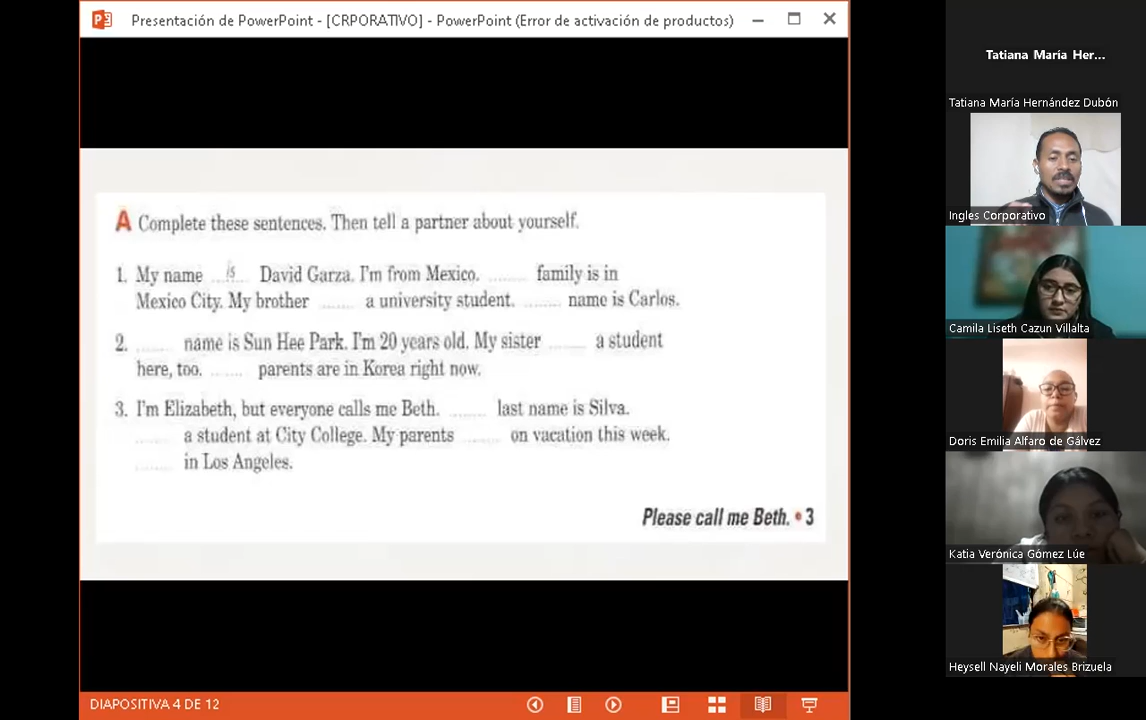 Presentación de PowerPoint - [CRPORATIVO] - PowerPoint (Error de activación de productos)
A Complete these sentences. Then tell a partner about yourself.
1. My name ...is... David Garza. I'm from Mexico. ........ family is in
Mexico City. My brother ........ a university student. ........ name is Carlos.
2. ........ name is Sun Hee Park. I'm 20 years old. My sister ........ a student
here, too. ........ parents are in Korea right now.
3. I'm Elizabeth, but everyone calls me Beth. ........ last name is Silva.
........ a student at City College. My parents ........ on vacation this week.
........ in Los Angeles.
Please call me Beth. • 3
DIAPOSITIVA 4 DE 12
Tatiana María Her...
Tatiana María Hernández Dubón
Ingles Corporativo
Camila Liseth Cazun Villalta
Doris Emilia Alfaro de Gálvez
Katia Verónica Gómez Lúe
Heysell Nayeli Morales Brizuela